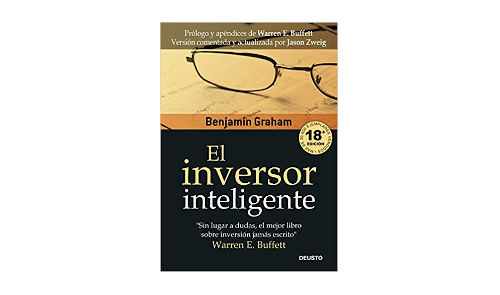 Prólogo y apéndices de Warren E. Buffett
Versión comentada y actualizada por Jason Zweig
Benjamin Graham
18ª
EDICIÓN
El
inversor
inteligente
"Sin lugar a dudas, el mejor libro
sobre inversión jamás escrito"
Warren E. Buffett
DEUSTO